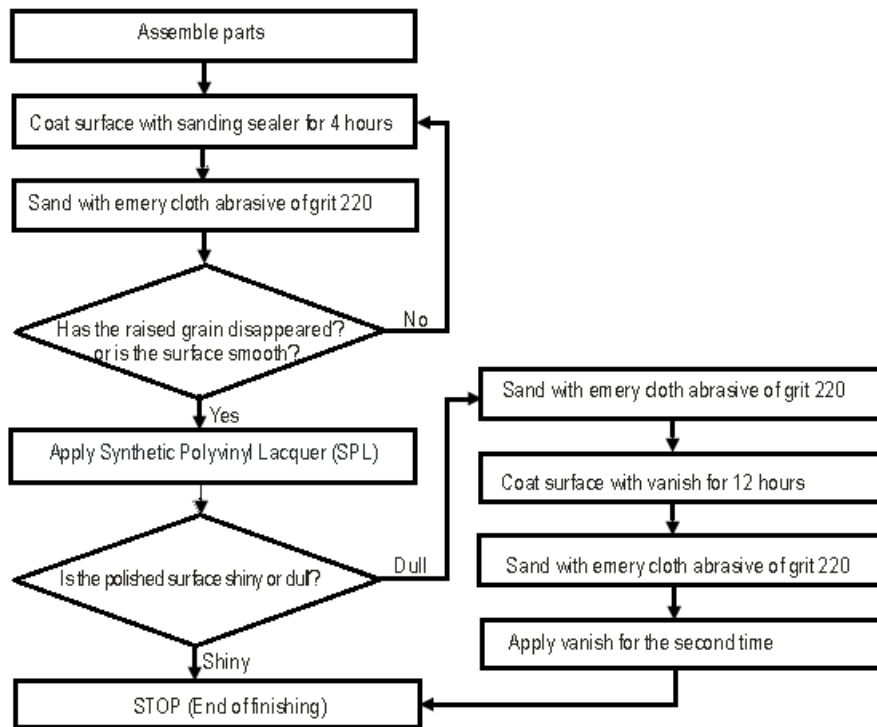 Assemble parts
Coat surface with sanding sealer for 4 hours
Sand with emery cloth abrasive of grit 220
Has the raised grain disappeared?
or is the surface smooth?
No
Yes
Apply Synthetic Polyvinyl Lacquer (SPL)
Is the polished surface shiny or dull?
Dull
Shiny
STOP (End of finishing)
Sand with emery cloth abrasive of grit 220
Coat surface with vanish for 12 hours
Sand with emery cloth abrasive of grit 220
Apply vanish for the second time